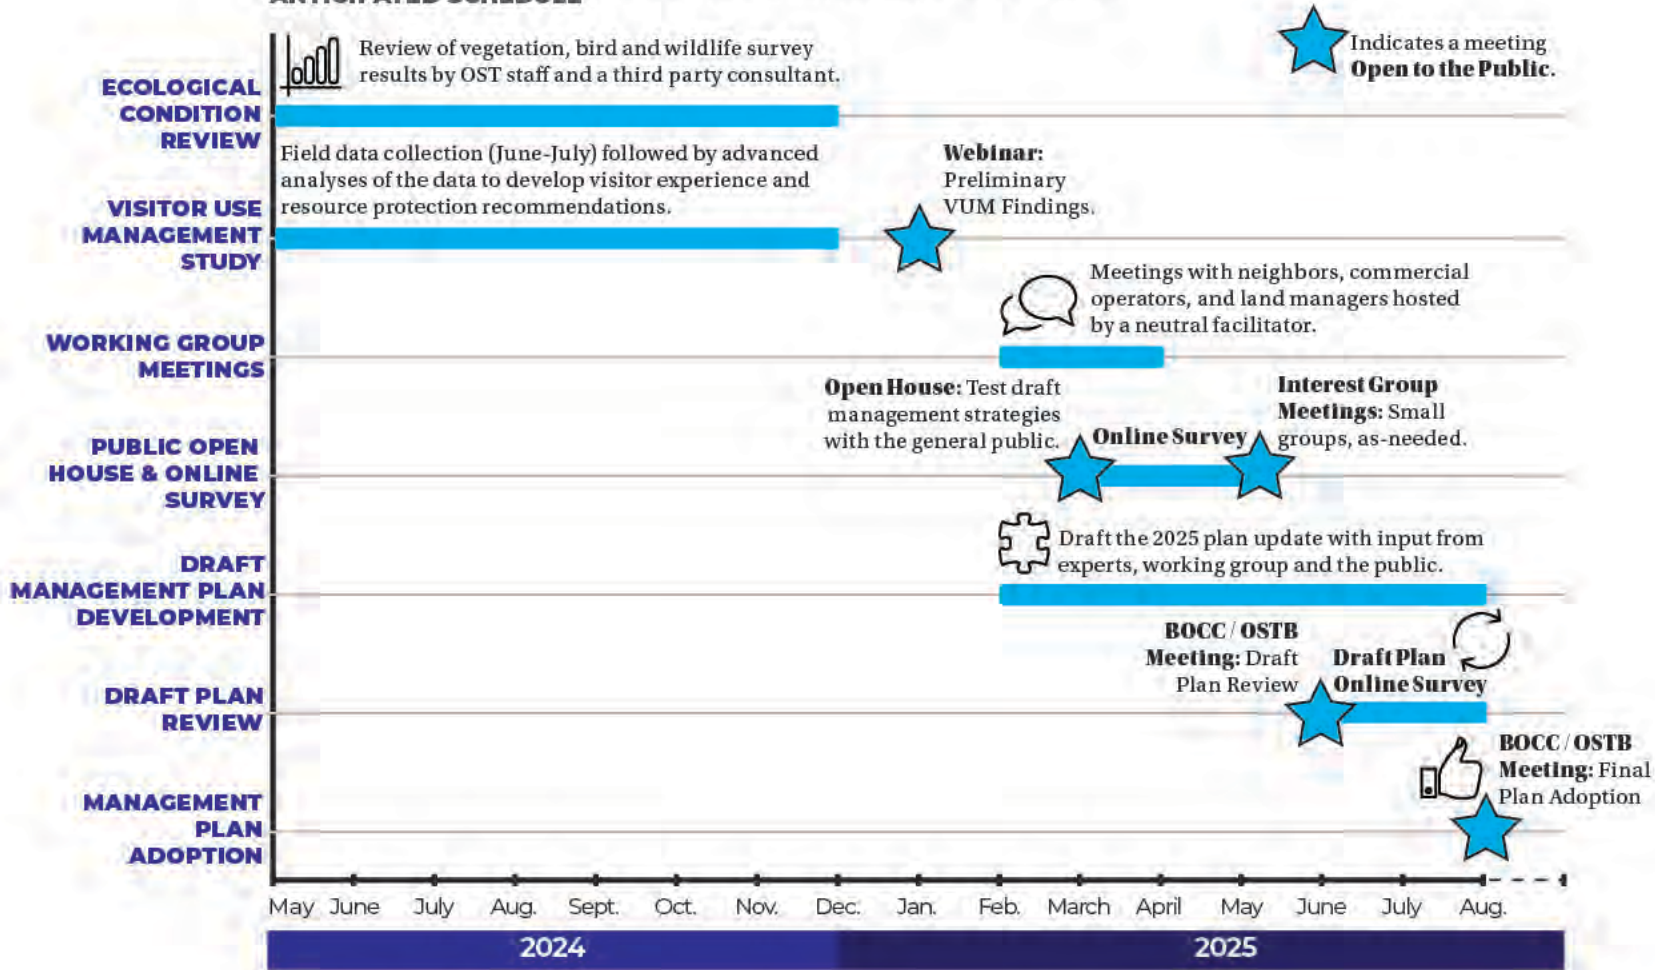 ANTICIPATED SCHEDULE
Indicates a meeting
Open to the Public.
ECOLOGICAL
CONDITION
REVIEW
Review of vegetation, bird and wildlife survey
results by OST staff and a third party consultant.
VISITOR USE
MANAGEMENT
STUDY
Field data collection (June-July) followed by advanced
analyses of the data to develop visitor experience and
resource protection recommendations.
Webinar:
Preliminary
VUM Findings.
WORKING GROUP
MEETINGS
Meetings with neighbors, commercial
operators, and land managers hosted
by a neutral facilitator.
PUBLIC OPEN
HOUSE & ONLINE
SURVEY
Open House: Test draft
management strategies
with the general public.
Online Survey
Interest Group
Meetings: Small
groups, as-needed.
DRAFT
MANAGEMENT PLAN
DEVELOPMENT
Draft the 2025 plan update with input from
experts, working group and the public.
DRAFT PLAN
REVIEW
BOCC / OSTB
Meeting: Draft
Plan Review
Draft Plan
Online Survey
MANAGEMENT
PLAN
ADOPTION
BOCC / OSTB
Meeting: Final
Plan Adoption
May June July Aug. Sept. Oct. Nov. Dec. Jan. Feb. March April May June July Aug.
2024 2025